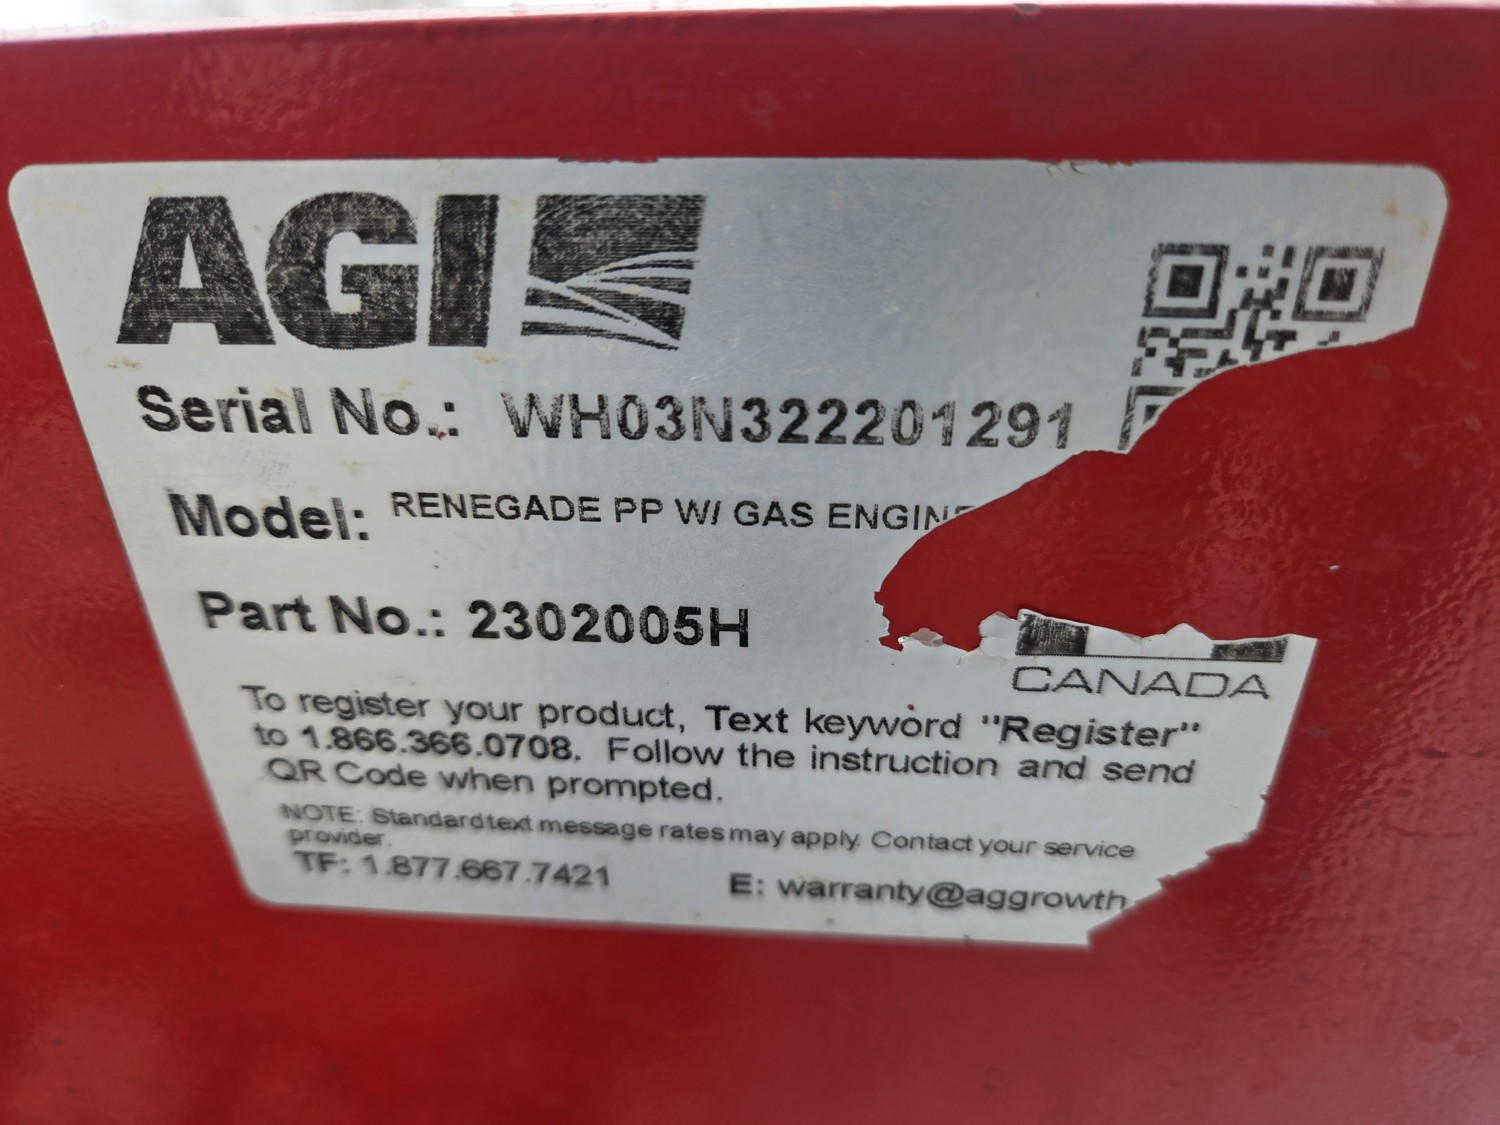 AGI
Serial No.: WH03N322201291
Model: RENEGADE PP W/ GAS ENGINE
Part No.: 2302005H
CANADA
To register your product, Text keyword "Register"
to 1.866.366.0708. Follow the instruction and send
QR Code when prompted.
NOTE: Standard text message rates may apply. Contact your service
provider.
TF: 1.877.667.7421 E: warranty@aggrowth